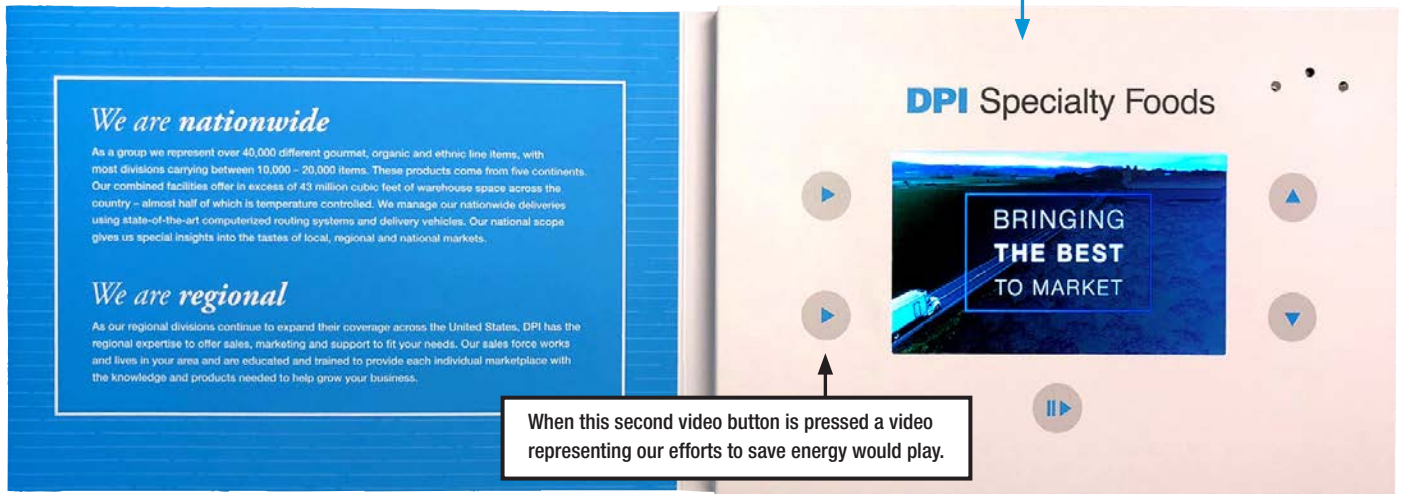 We are nationwide
As a group we represent over 40,000 different gourmet, organic and ethnic line items, with
most divisions carrying between 10,000 – 20,000 items. These products come from five continents.
Our combined facilities offer in excess of 43 million cubic feet of warehouse space across the
country – almost half of which is temperature controlled. We manage our nationwide deliveries
using state-of-the-art computerized routing systems and delivery vehicles. Our national scope
gives us special insights into the tastes of local, regional and national markets.
We are regional
As our regional divisions continue to expand their coverage across the United States, DPI has the
regional expertise to offer sales, marketing and support to fit your needs. Our sales force works
and lives in your area and are educated and trained to provide each individual marketplace with
the knowledge and products needed to help grow your business.
DPI Specialty Foods
BRINGING
THE BEST
TO MARKET
When this second video button is pressed a video
representing our efforts to save energy would play.